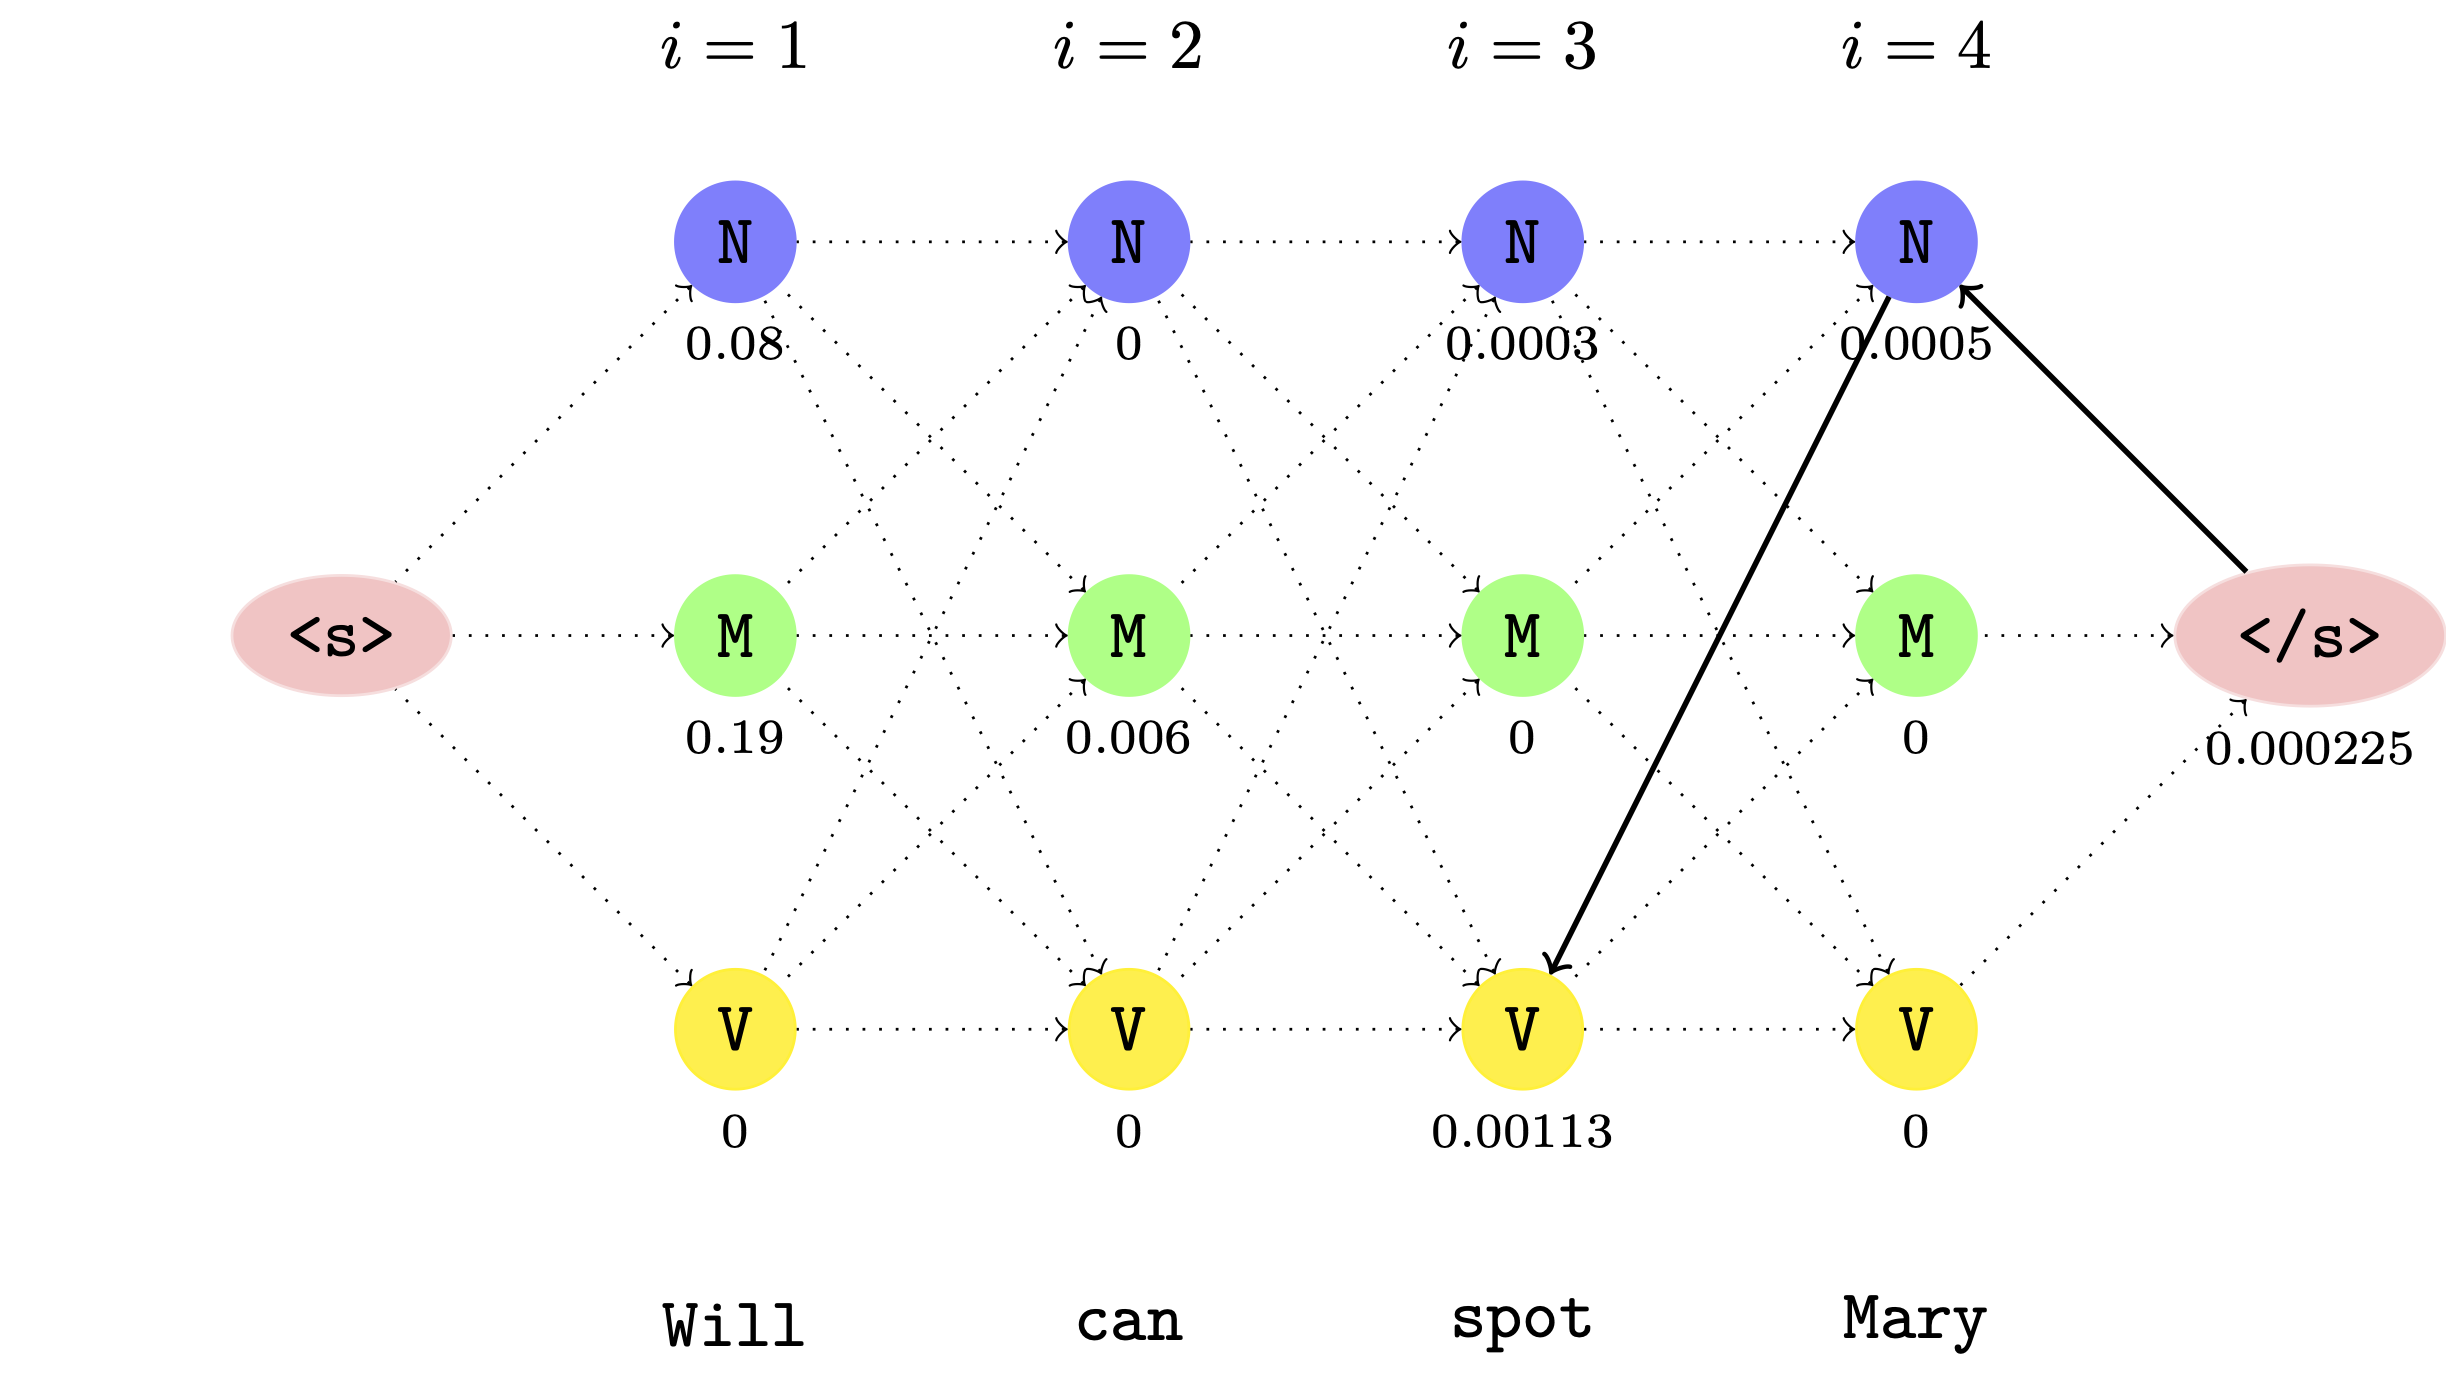 i = 1 i = 2 i = 3 i = 4
N N N N
0.08 0 0.0003 0.0005
<s> M M M M </s>
0.19 0.006 0 0 0.000225
V V V V
0 0 0.00113 0
Will can spot Mary